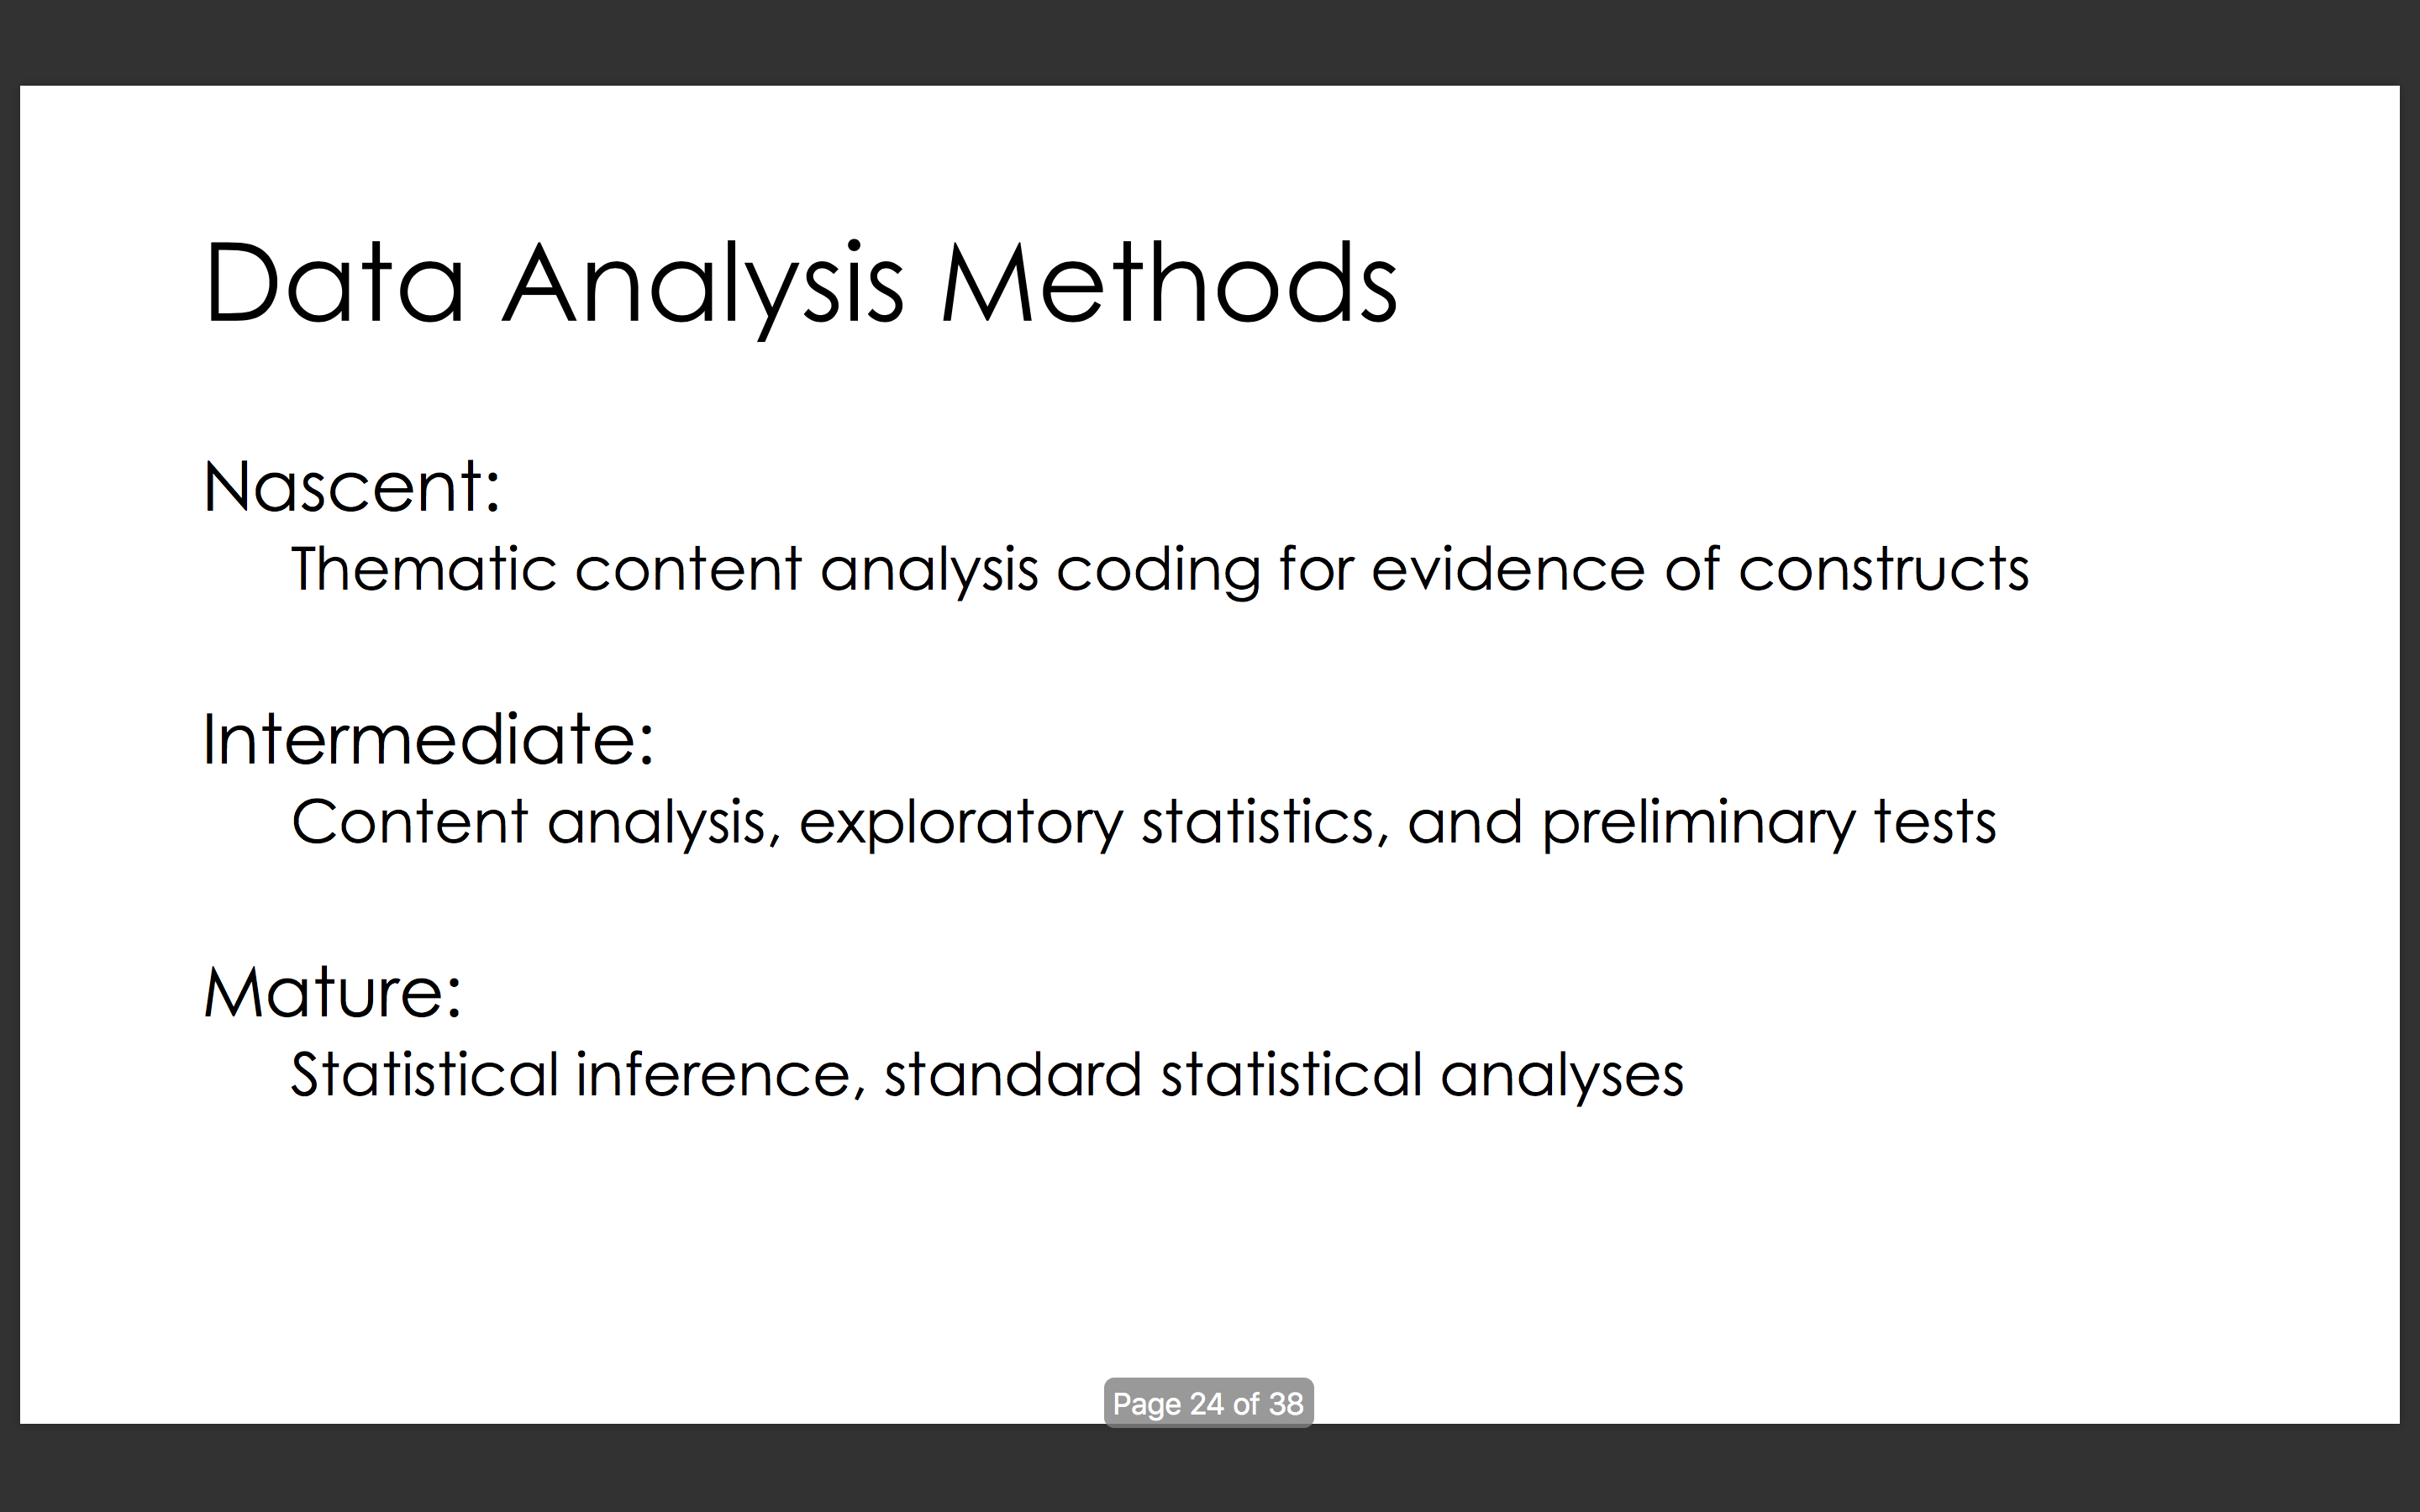 Data Analysis Methods
Nascent:
Thematic content analysis coding for evidence of constructs
Intermediate:
Content analysis, exploratory statistics, and preliminary tests
Mature:
Statistical inference, standard statistical analyses
Page 24 of 38